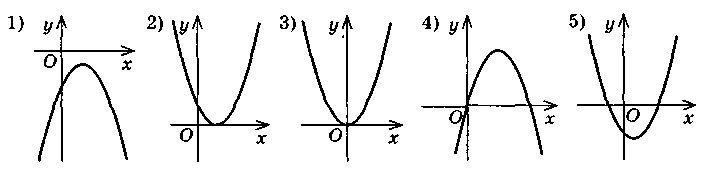 1) y O x
2) y O x
3) y O x
4) y O x
5) y O x